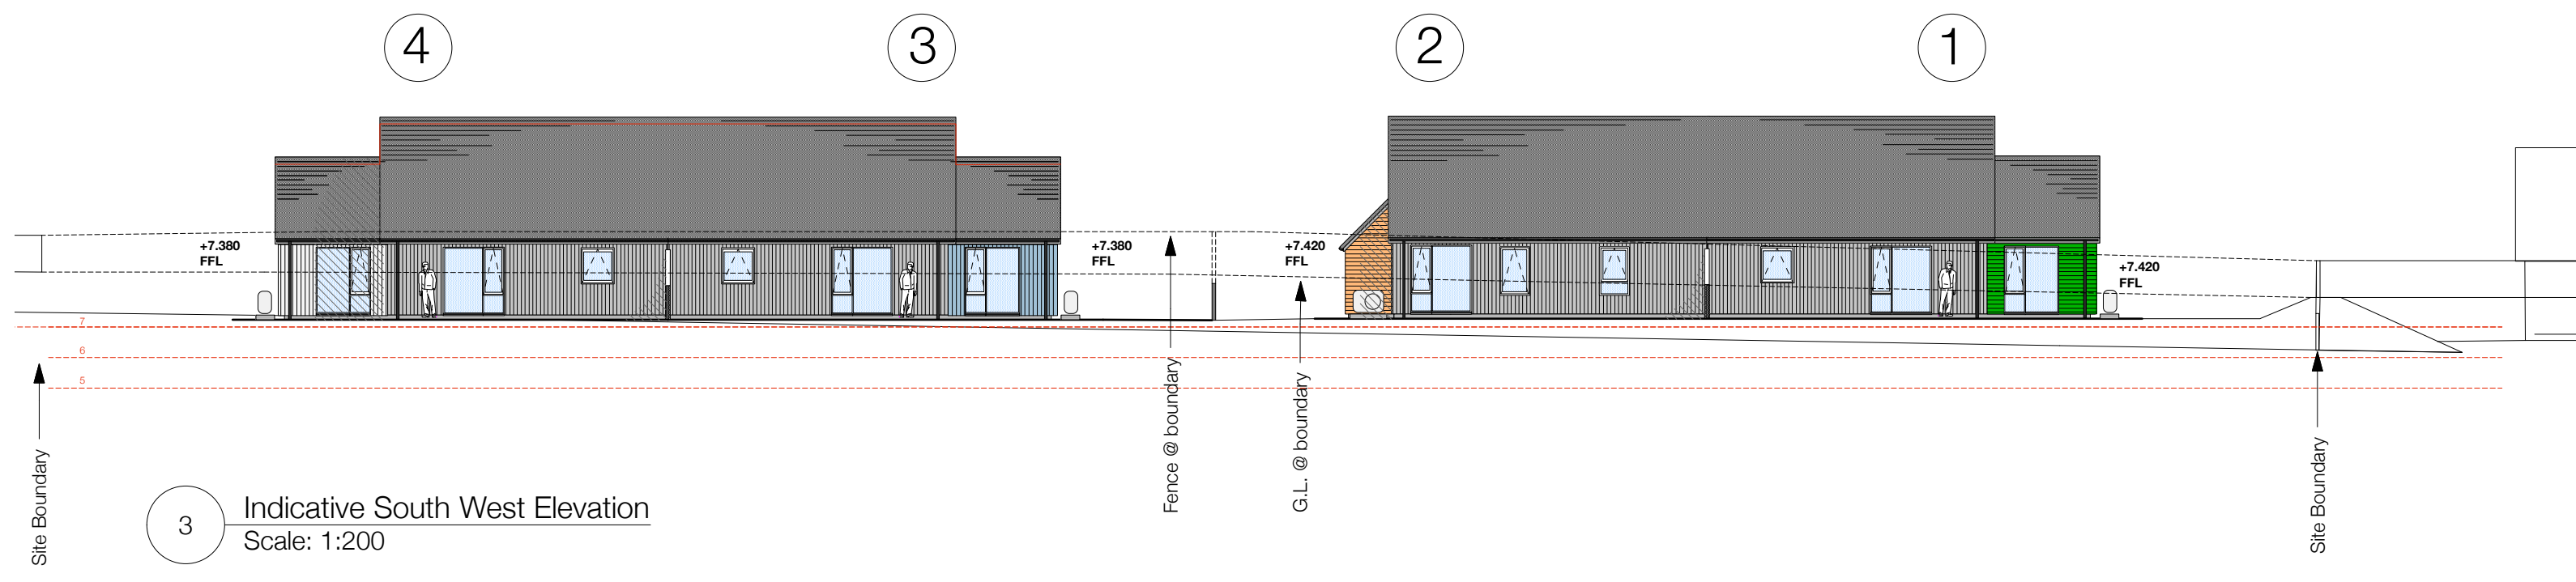 4
3
2
1
+7.380
FFL
+7.380
FFL
+7.420
FFL
+7.420
FFL
7
6
5
Site Boundary
Fence @ boundary
G.L. @ boundary
Site Boundary
3
Indicative South West Elevation
Scale: 1:200